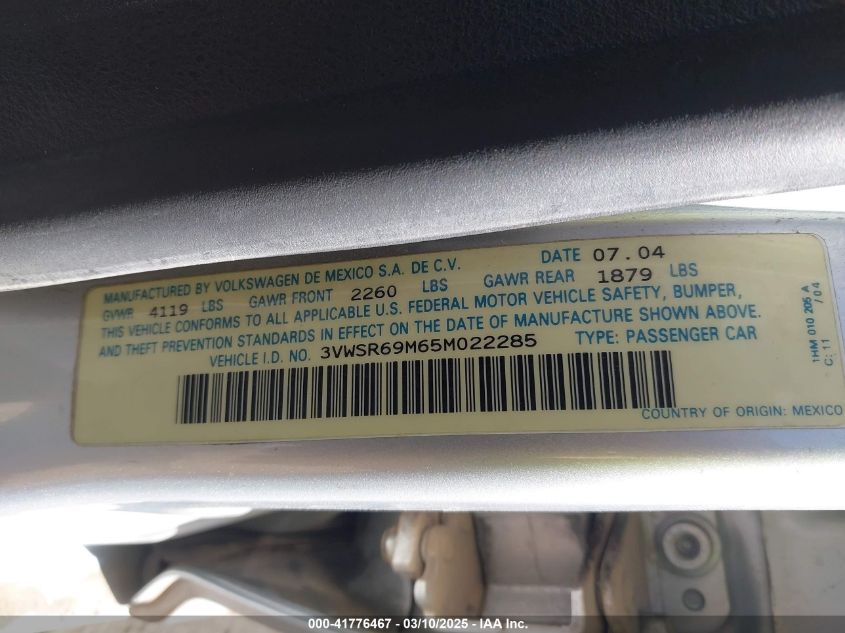 MANUFACTURED BY VOLKSWAGEN DE MEXICO S.A. DE C.V. DATE 07.04
GVWR 4119 LBS GAWR FRONT 2260 LBS GAWR REAR 1879 LBS
THIS VEHICLE CONFORMS TO ALL APPLICABLE U.S. FEDERAL MOTOR VEHICLE SAFETY, BUMPER,
AND THEFT PREVENTION STANDARDS IN EFFECT ON THE DATE OF MANUFACTURE SHOWN ABOVE.
VEHICLE I.D. NO. 3VWSR69M65M022285 TYPE: PASSENGER CAR
COUNTRY OF ORIGIN: MEXICO
1HM 010 205 A
C: 11 / 04
000-41776467 - 03/10/2025 - IAAI, INC.